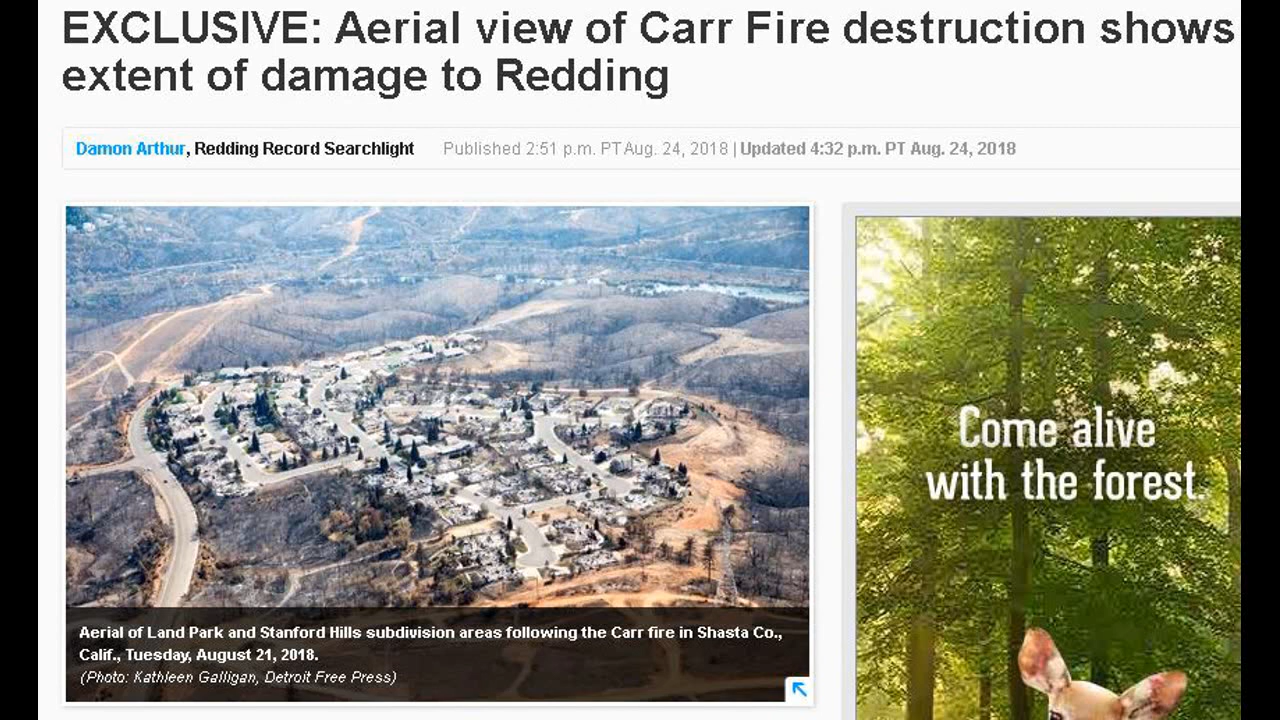 EXCLUSIVE: Aerial view of Carr Fire destruction shows
extent of damage to Redding
Damon Arthur, Redding Record Searchlight Published 2:51 p.m. PT Aug. 24, 2018 | Updated 4:32 p.m. PT Aug. 24, 2018
Come alive
with the forest.
Aerial of Land Park and Stanford Hills subdivision areas following the Carr fire in Shasta Co.,
Calif., Tuesday, August 21, 2018.
(Photo: Kathleen Galligan, Detroit Free Press)